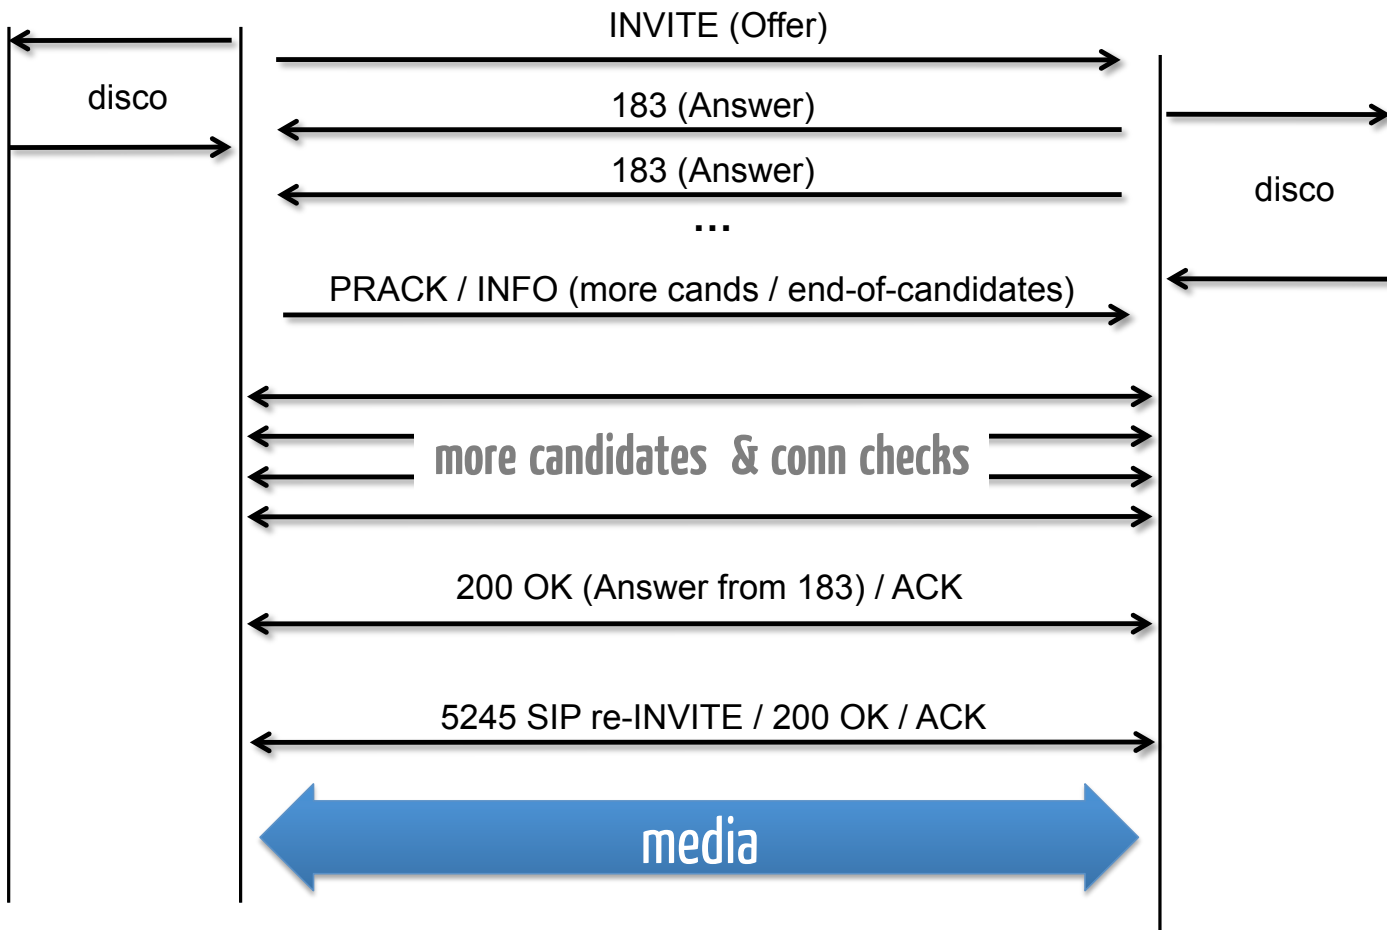 INVITE (Offer)
disco
183 (Answer)
183 (Answer)
disco
...
PRACK / INFO (more cands / end-of-candidates)
more candidates & conn checks
200 OK (Answer from 183) / ACK
5245 SIP re-INVITE / 200 OK / ACK
media